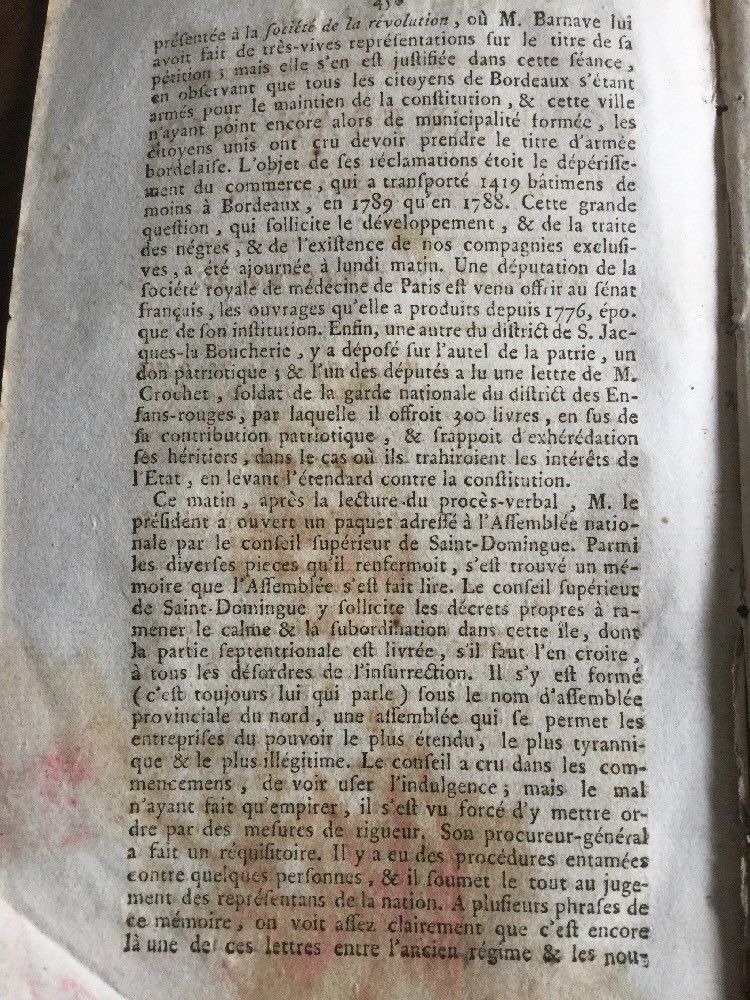 présentée à la société de la révolution, où M. Barnave lui
avoit fait de très-vives représentations sur le titre de sa
pétition ; mais elle s'en eſt juſtifiée dans cette ſéance,
en obſervant que tous les citoyens de Bordeaux s'étant
armés pour le maintien de la conſtitution, & cette ville
n'ayant point encore alors de municipalité formée, les
citoyens unis ont cru devoir prendre le titre d'armée
bordelaiſe. L'objet de ſes réclamations étoit le dépériſſe-
ment du commerce, qui a tranſporté 1419 bâtimens de
moins à Bordeaux, en 1789 qu'en 1788. Cette grande
queſtion, qui ſollicite le développement, & de la traite
des négres, & de l'exiſtence de nos compagnies excluſi-
ves, a été ajournée à lundi matin. Une députation de la
ſociété royale de médecine de Paris eſt venu offrir au ſénat
français, les ouvrages qu'elle a produits depuis 1776, épo-
que de ſon inſtitution. Enfin, une autre du diſtrict de S. Jac-
ques-la Boucherie, y a dépoſé ſur l'autel de la patrie, un
don patriotique ; & l'un des députés a lu une lettre de M.
Crochet, ſoldat de la garde nationale du diſtrict des En-
fans-rouges, par laquelle il offroit 300 livres, en ſus de
ſa contribution patriotique, & frappoit d'exhérédation
ſes héritiers, dans le cas où ils trahiroient les intérêts de
l'Etat, en levant l'étendard contre la conſtitution.
Ce matin, après la lecture du procès-verbal, M. le
préſident a ouvert un paquet adreſſé à l'Aſſemblée natio-
nale par le conſeil ſupérieur de Saint-Domingue. Parmi
les diverſes pieces qu'il renfermoit, s'eſt trouvé un mé-
moire que l'Aſſemblée s'eſt fait lire. Le conſeil ſupérieur
de Saint-Domingue y ſollicite les décrets propres à ra-
mener le calme & la ſubordination dans cette île, dont
la partie ſeptentrionale eſt livrée, s'il faut l'en croire,
à tous les déſordres de l'inſurrection. Il s'y eſt formé
(c'eſt toujours lui qui parle) ſous le nom d'aſſemblée
provinciale du nord, une aſſemblée qui ſe permet les
entrepriſes du pouvoir le plus étendu, le plus tyranni-
que & le plus illégitime. Le conſeil a cru dans les com-
mencemens, de voir uſer l'indulgence ; mais le mal
n'ayant fait qu'empirer, il s'eſt vu forcé d'y mettre or-
dre par des meſures de rigueur. Son procureur-général
a fait un réquiſitoire. Il y a eu des procédures entamées
contre quelques perſonnes, & il ſoumet le tout au juge-
ment des repréſentans de la nation. A pluſieurs phraſes de
ce mémoire, on voit aſſez clairement que c'eſt encore
là une de ces lettres entre l'ancien régime & les nou-